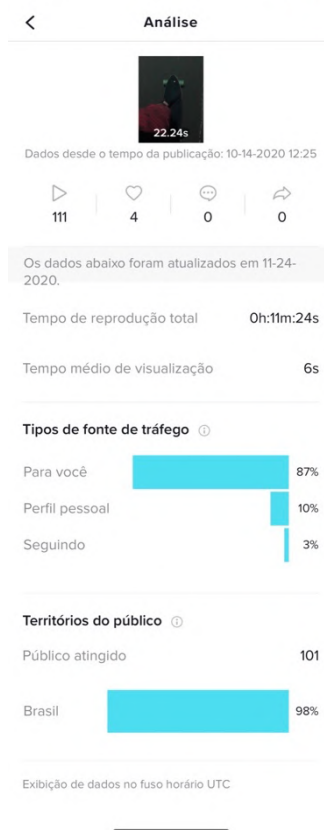 Análise
22.24s
Dados desde o tempo da publicação: 10-14-2020 12:25
111 4 0 0
Os dados abaixo foram atualizados em 11-24-
2020.
Tempo de reprodução total 0h:11m:24s
Tempo médio de visualização 6s
Tipos de fonte de tráfego
Para você 87%
Perfil pessoal 10%
Seguindo 3%
Territórios do público
Público atingido 101
Brasil 98%
Exibição de dados no fuso horário UTC